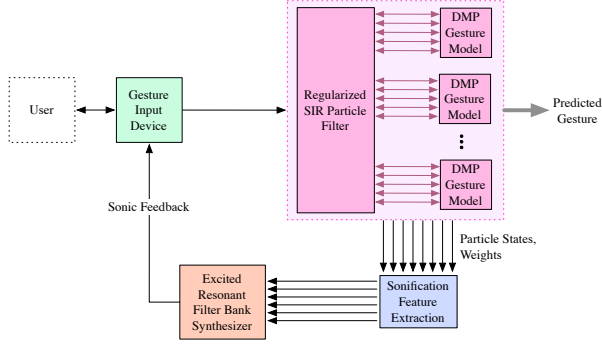 User
Gesture
Input
Device
Regularized
SIR Particle
Filter
DMP
Gesture
Model
DMP
Gesture
Model
DMP
Gesture
Model
Predicted
Gesture
Sonic Feedback
Particle States,
Weights
Excited
Resonant
Filter Bank
Synthesizer
Sonification
Feature
Extraction